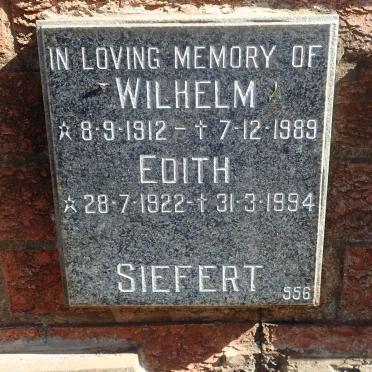 IN LOVING MEMORY OF
WILHELM
☆ 8-9-1912 - † 7-12-1989
EDITH
☆ 28-7-1922-† 31-3-1994
SIEFERT
556